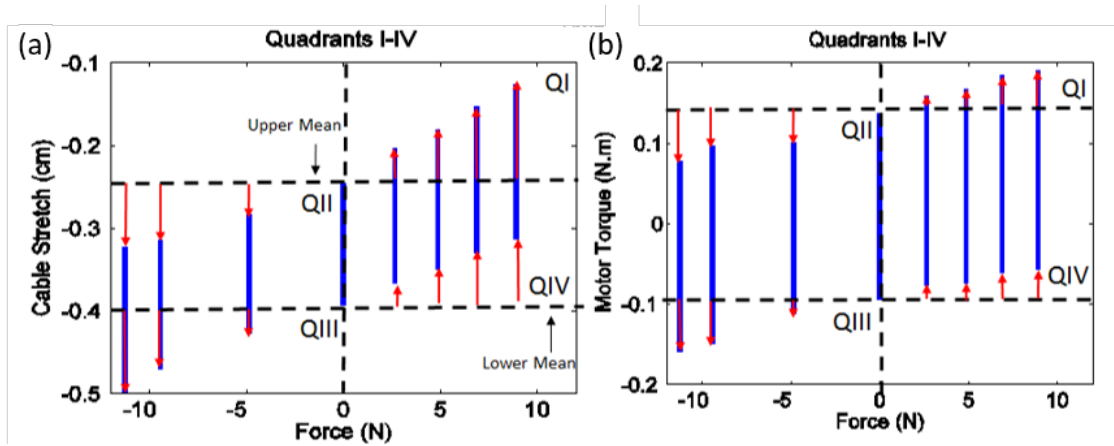 (a)
Quadrants I-IV
-0.1
-0.2
-0.3
-0.4
-0.5
Cable Stretch (cm)
Upper Mean
QI
QII
QIII
QIV
Lower Mean
-10
-5
0
5
10
Force (N)
(b)
Quadrants I-IV
0.2
0.1
0
-0.1
-0.2
Motor Torque (N.m)
QI
QII
QIV
QIII
-10
-5
0
5
10
Force (N)